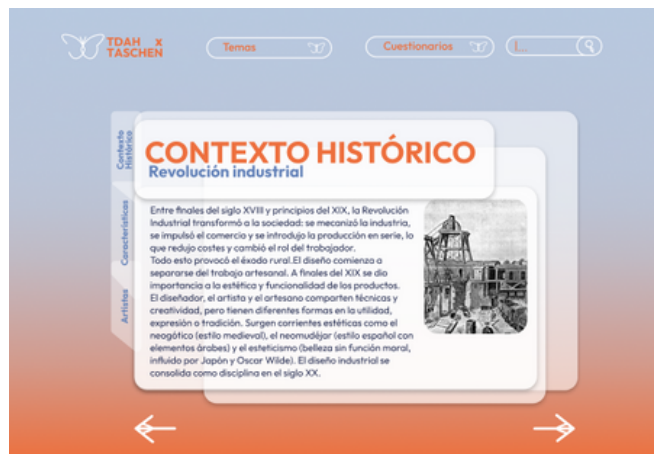 TDAH x
TASCHEN
Temas
Cuestionarios
I...
Contexto
Histórico
Características
Artistas
CONTEXTO HISTÓRICO
Revolución industrial
Entre finales del siglo XVIII y principios del XIX, la Revolución
Industrial transformó a la sociedad: se mecanizó la industria,
se impulsó el comercio y se introdujo la producción en serie, lo
que redujo costes y cambió el rol del trabajador.
Todo esto provocó el éxodo rural.El diseño comienza a
separarse del trabajo artesanal. A finales del XIX se dio
importancia a la estética y funcionalidad de los productos.
El diseñador, el artista y el artesano comparten técnicas y
creatividad, pero tienen diferentes formas en la utilidad,
expresión o tradición. Surgen corrientes estéticas como el
neogótico (estilo medieval), el neomudéjar (estilo español con
elementos árabes) y el esteticismo (belleza sin función moral,
influido por Japón y Oscar Wilde). El diseño industrial se
consolida como disciplina en el siglo XX.